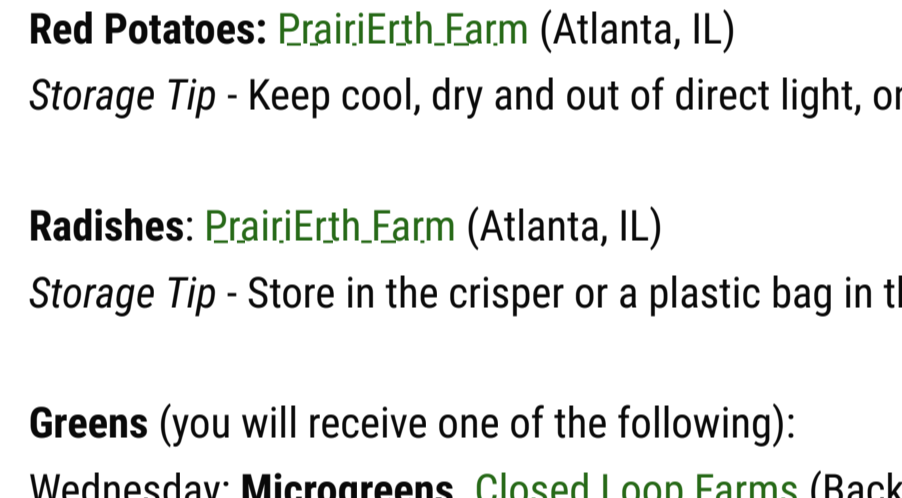 Red Potatoes: PrairiErth Farm (Atlanta, IL)
Storage Tip - Keep cool, dry and out of direct light, or
Radishes: PrairiErth Farm (Atlanta, IL)
Storage Tip - Store in the crisper or a plastic bag in
Greens (you will receive one of the following):
Wednesday: Microgreens, Closed Loop Farms (Back